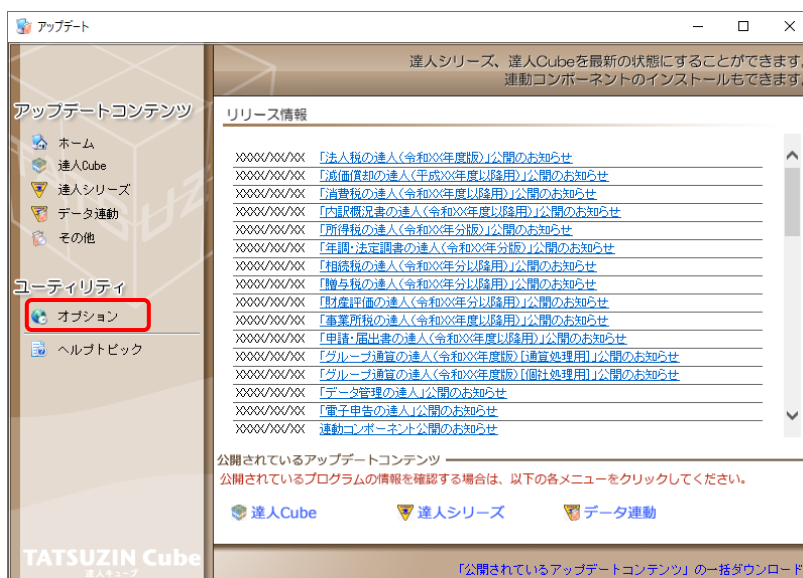 アップデート
達人シリーズ、達人Cubeを最新の状態にすることができます。
連動コンポーネントのインストールもできます。
アップデートコンテンツ
ホーム
達人Cube
達人シリーズ
データ連動
その他
ユーティリティ
オプション
ヘルプトピック
リリース情報
XXXX/XX/XX 「法人税の達人(令和XX年度版)」公開のお知らせ
XXXX/XX/XX 「減価償却の達人(平成XX年度以降用)」公開のお知らせ
XXXX/XX/XX 「消費税の達人(令和XX年度以降用)」公開のお知らせ
XXXX/XX/XX 「内訳概況書の達人(令和XX年度以降用)」公開のお知らせ
XXXX/XX/XX 「所得税の達人(令和XX年分版)」公開のお知らせ
XXXX/XX/XX 「年調・法定調書の達人(令和XX年分版)」公開のお知らせ
XXXX/XX/XX 「相続税の達人(令和XX年分以降用)」公開のお知らせ
XXXX/XX/XX 「贈与税の達人(令和XX年分以降用)」公開のお知らせ
XXXX/XX/XX 「財産評価の達人(令和XX年分以降用)」公開のお知らせ
XXXX/XX/XX 「事業所税の達人(令和XX年度以降用)」公開のお知らせ
XXXX/XX/XX 「申請・届出書の達人(令和XX年度以降用)」公開のお知らせ
XXXX/XX/XX 「グループ通算の達人(令和XX年度版)[通算処理用]」公開のお知らせ
XXXX/XX/XX 「グループ通算の達人(令和XX年度版)[個社処理用]」公開のお知らせ
XXXX/XX/XX 「データ管理の達人」公開のお知らせ
XXXX/XX/XX 「電子申告の達人」公開のお知らせ
XXXX/XX/XX 連動コンポーネント公開のお知らせ
公開されているアップデートコンテンツ
公開されているプログラムの情報を確認する場合は、以下の各メニューをクリックしてください。
達人Cube 達人シリーズ データ連動
TATSUZIN Cube
達人キューブ
「公開されているアップデートコンテンツ」の一括ダウンロード